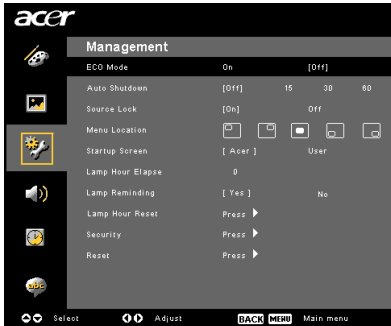 acer
Management
ECO Mode On [Off]
Auto Shutdown [Off] 15 30 60
Source Lock [On] Off
Menu Location
Startup Screen [ Acer ] User
Lamp Hour Elapse 0
Lamp Reminding [ Yes ] No
Lamp Hour Reset Press
Security Press
Reset Press
abc
Select Adjust BACK MENU Main menu